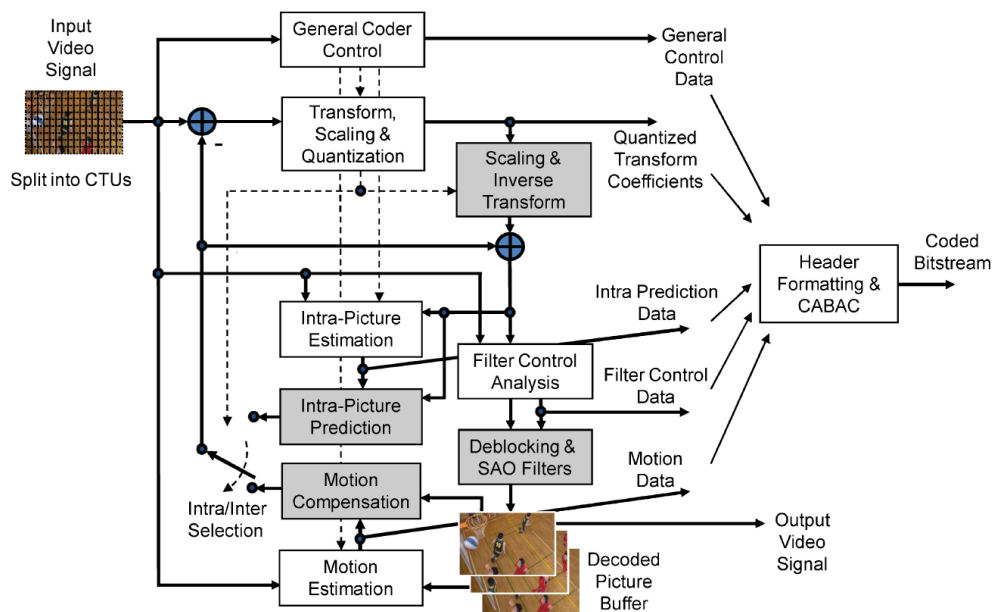 Input
Video
Signal
Split into CTUs
-
General Coder
Control
Transform,
Scaling &
Quantization
Scaling &
Inverse
Transform
Intra-Picture
Estimation
Intra-Picture
Prediction
Filter Control
Analysis
Deblocking &
SAO Filters
Motion
Compensation
Intra/Inter
Selection
Motion
Estimation
Decoded
Picture
Buffer
General
Control
Data
Quantized
Transform
Coefficients
Intra Prediction
Data
Filter Control
Data
Motion
Data
Header
Formatting &
CABAC
Coded
Bitstream
Output
Video
Signal